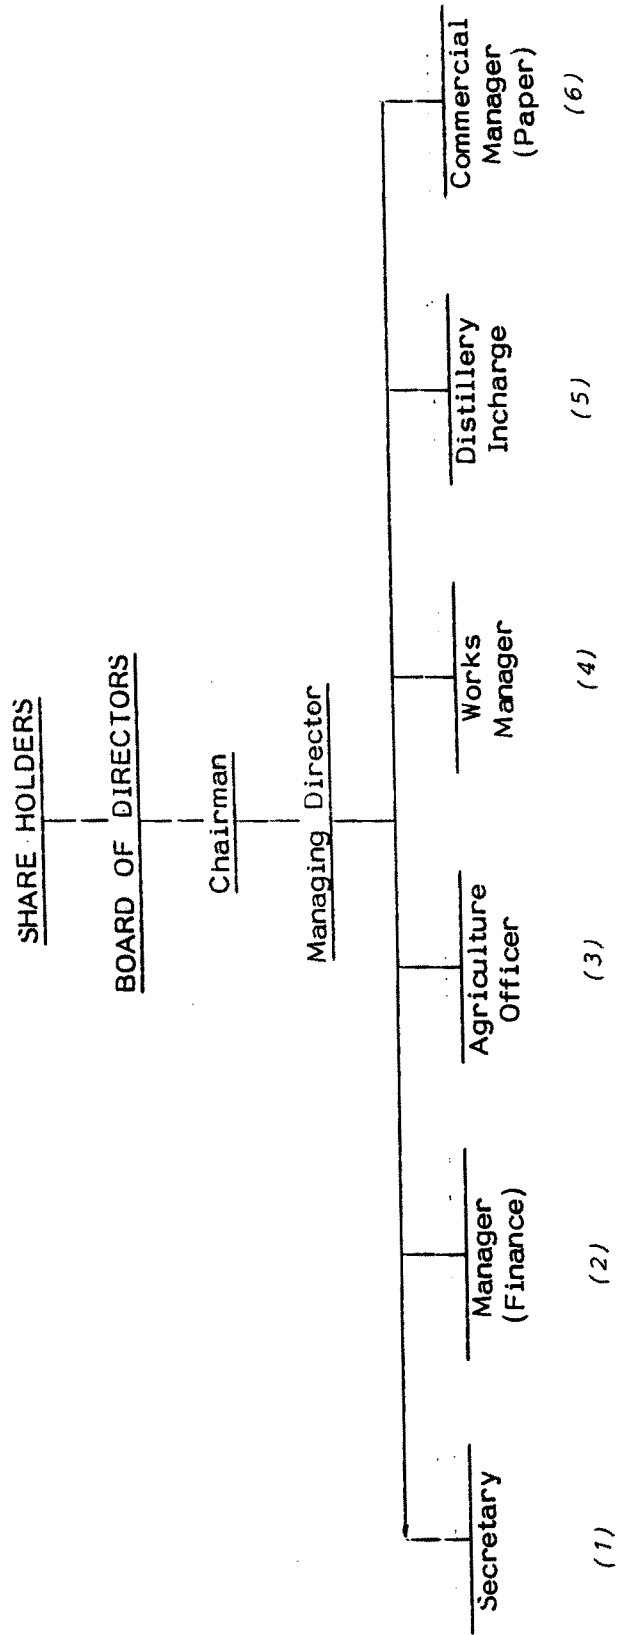 SHARE HOLDERS
BOARD OF DIRECTORS
Chairman
Managing Director
Secretary
(1)
Manager
(Finance)
(2)
Agriculture
Officer
(3)
Works
Manager
(4)
Distillery
Incharge
(5)
Commercial
Manager
(Paper)
(6)